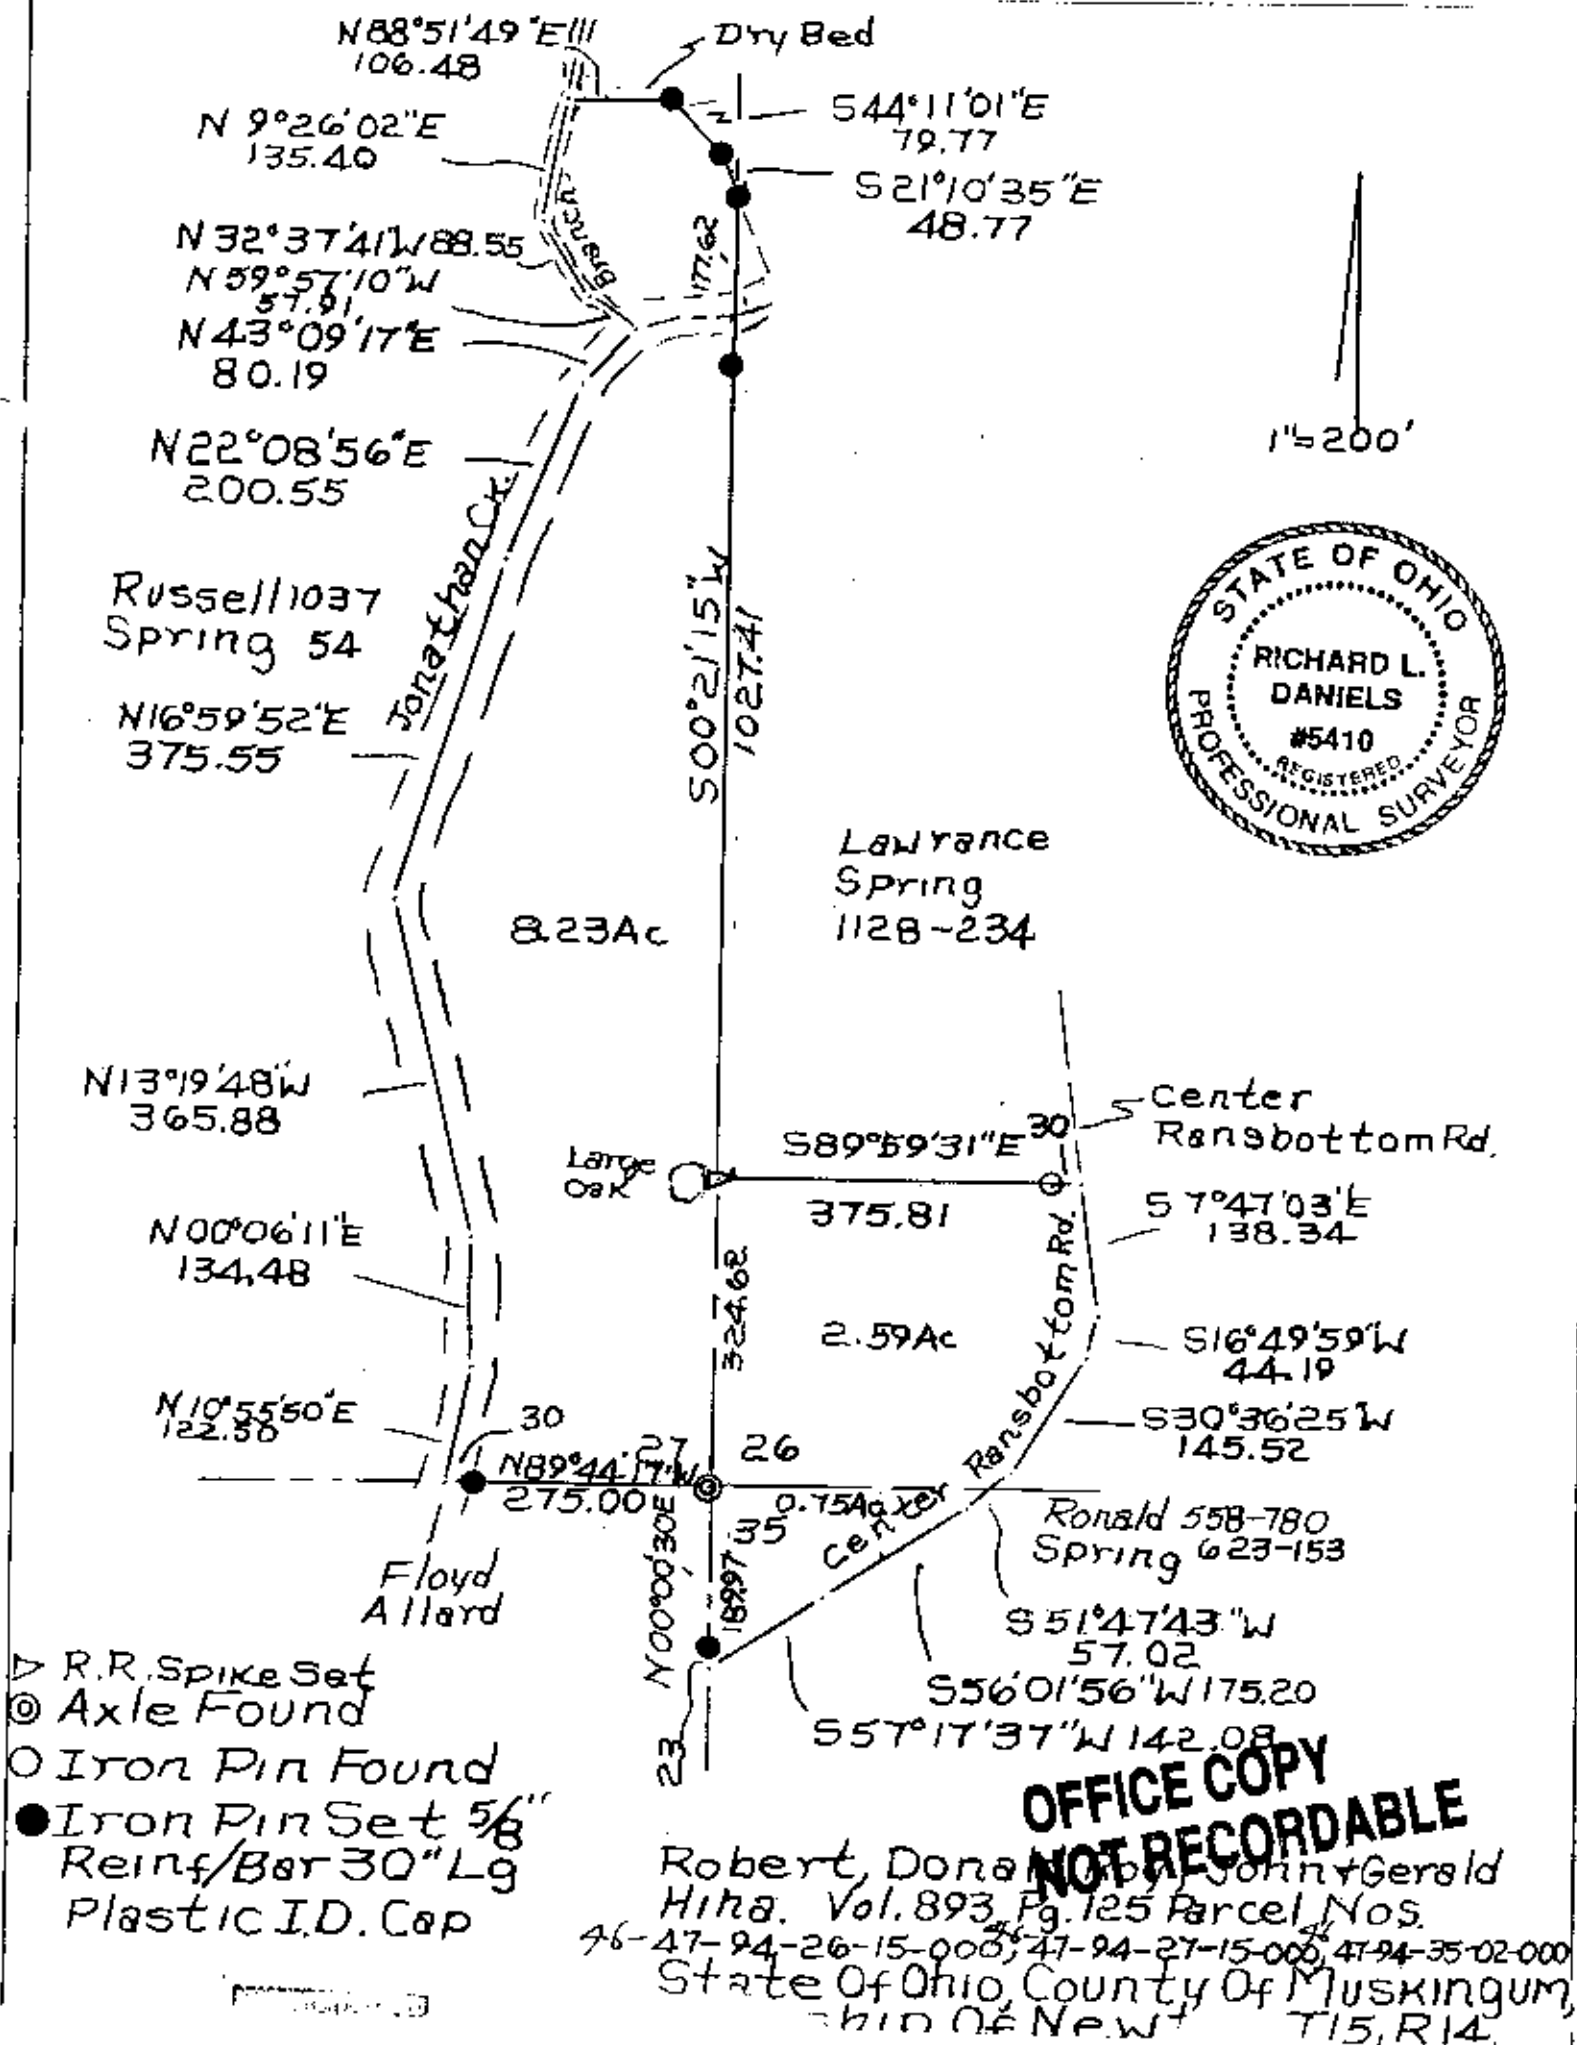 N88°51'49"E
106.48
Dry Bed
N 9°26'02"E
135.40
S44°11'01"E
79.77
S21°10'35"E
48.77
Branch
N32°37'41"W 88.55
N59°57'10"W
57.91
177.62
N43°09'17"E
80.19
1"=200'
N22°08'56"E
200.55
Jonathan Ck.
Russell 1037
Spring 54
S00°21'15"W
1027.41
STATE OF OHIO
RICHARD L.
DANIELS
#5410
REGISTERED
PROFESSIONAL SURVEYOR
N16°59'52"E
375.55
Lawrance
Spring
1128-234
8.23Ac
N13°19'48"W
365.88
Center
Ransbottom Rd.
S89°59'31"E
30
Large
Oak
375.81
S7°47'03"E
138.34
N00°06'11"E
134.48
324.62
2.59Ac
Center Ransbottom Rd.
S16°49'59"W
44.19
N10°55'50"E
30
S30°36'25"W
145.52
27
26
N89°44'17"W
275.00
0.75Ac
35
Ronald 558-780
Spring 623-153
N00°00'30E
189.97
Floyd
Allard
S51°47'43"W
57.02
S56°01'56"W 175.20
S57°17'37"W 142.08
23
R.R. Spike Set
Axle Found
Iron Pin Found
Iron Pin Set 5/8"
Reinf/Bar 30" Lg
Plastic I.D. Cap
OFFICE COPY
NOT RECORDABLE
Robert, John + Gerald
Hina. Vol. 893, Pg. 125 Parcel Nos.
46-47-94-26-15-000, 46-47-94-27-15-000, 46-47-94-35-02-000
State Of Ohio, County Of Muskingum,
T15, R14